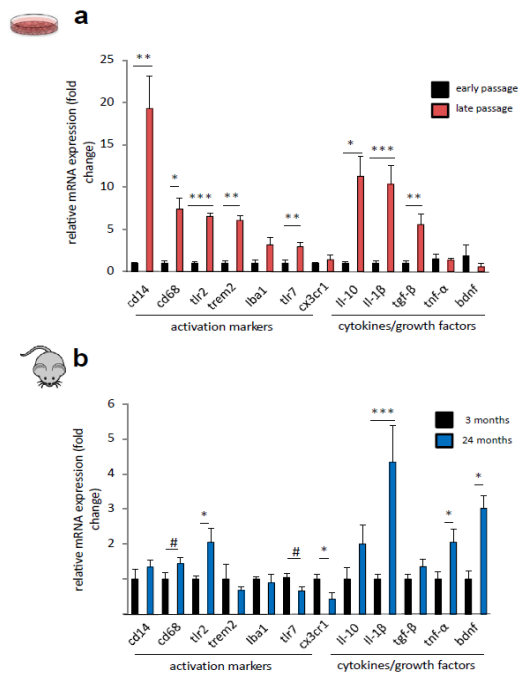 a
relative mRNA expression (fold change)
25
20
15
10
5
0
early passage
late passage
**
*
***
**
**
*
***
**
cd14 cd68 tlr2 trem2 Iba1 tlr7 cx3cr1 Il-10 Il-1β tgf-β tnf-α bdnf
activation markers cytokines/growth factors
b
relative mRNA expression (fold change)
6
5
4
3
2
1
3 months
24 months
#
*
#
*
***
*
*
cd14 cd68 tlr2 trem2 Iba1 tlr7 cx3cr1 Il-10 Il-1β tgf-β tnf-α bdnf
activation markers cytokines/growth factors